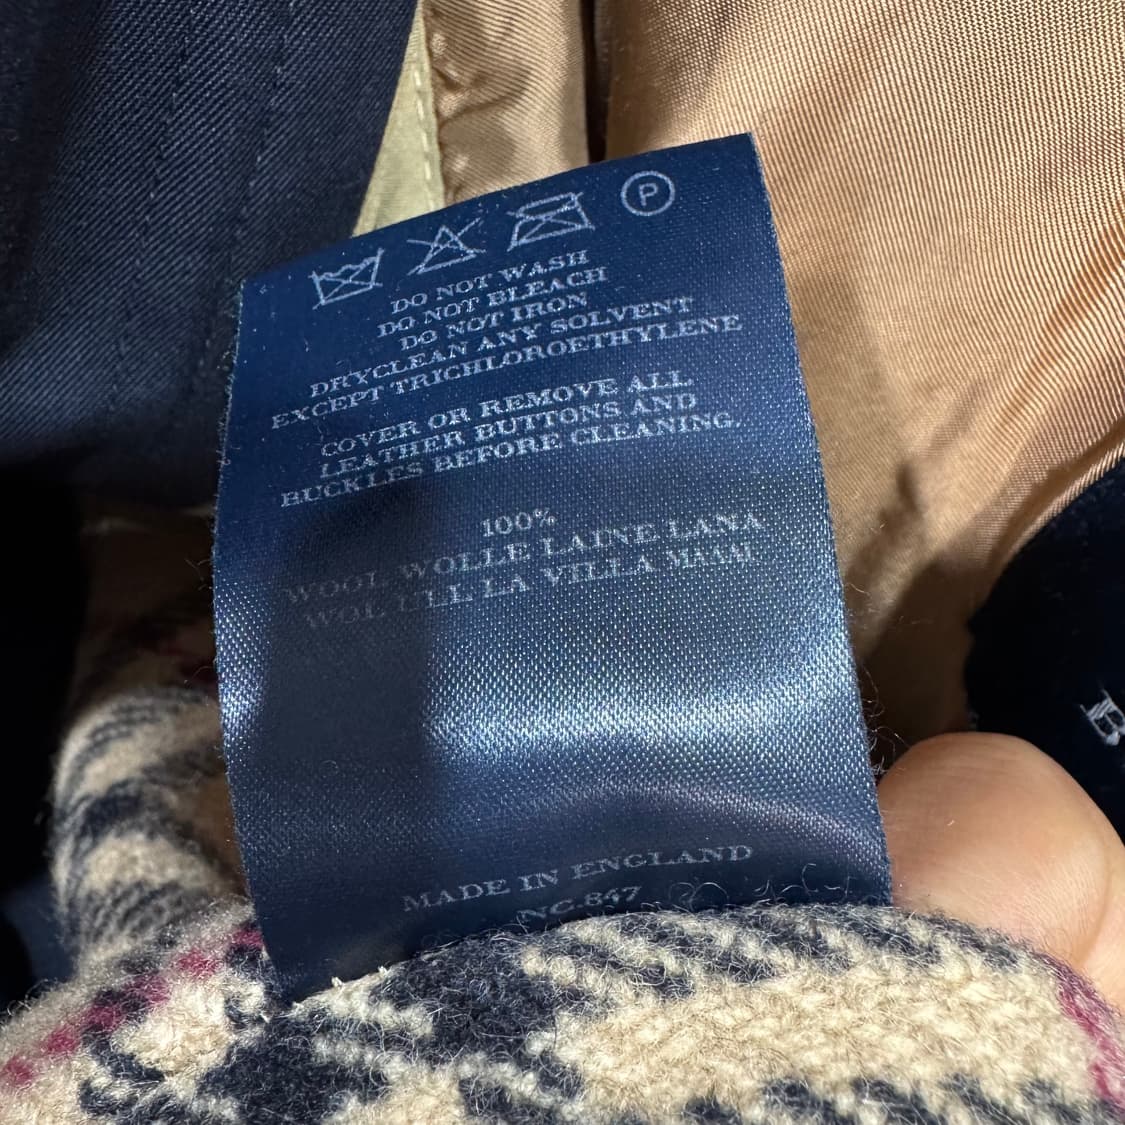 P
DO NOT WASH
DO NOT BLEACH
DO NOT IRON
DRYCLEAN ANY SOLVENT
EXCEPT TRICHLOROETHYLENE
COVER OR REMOVE ALL
LEATHER BUTTONS AND
BUCKLES BEFORE CLEANING.
100%
WOOL WOLLE LAINE LANA
WOL ULL LA VILLA
MADE IN ENGLAND
NC.847
B